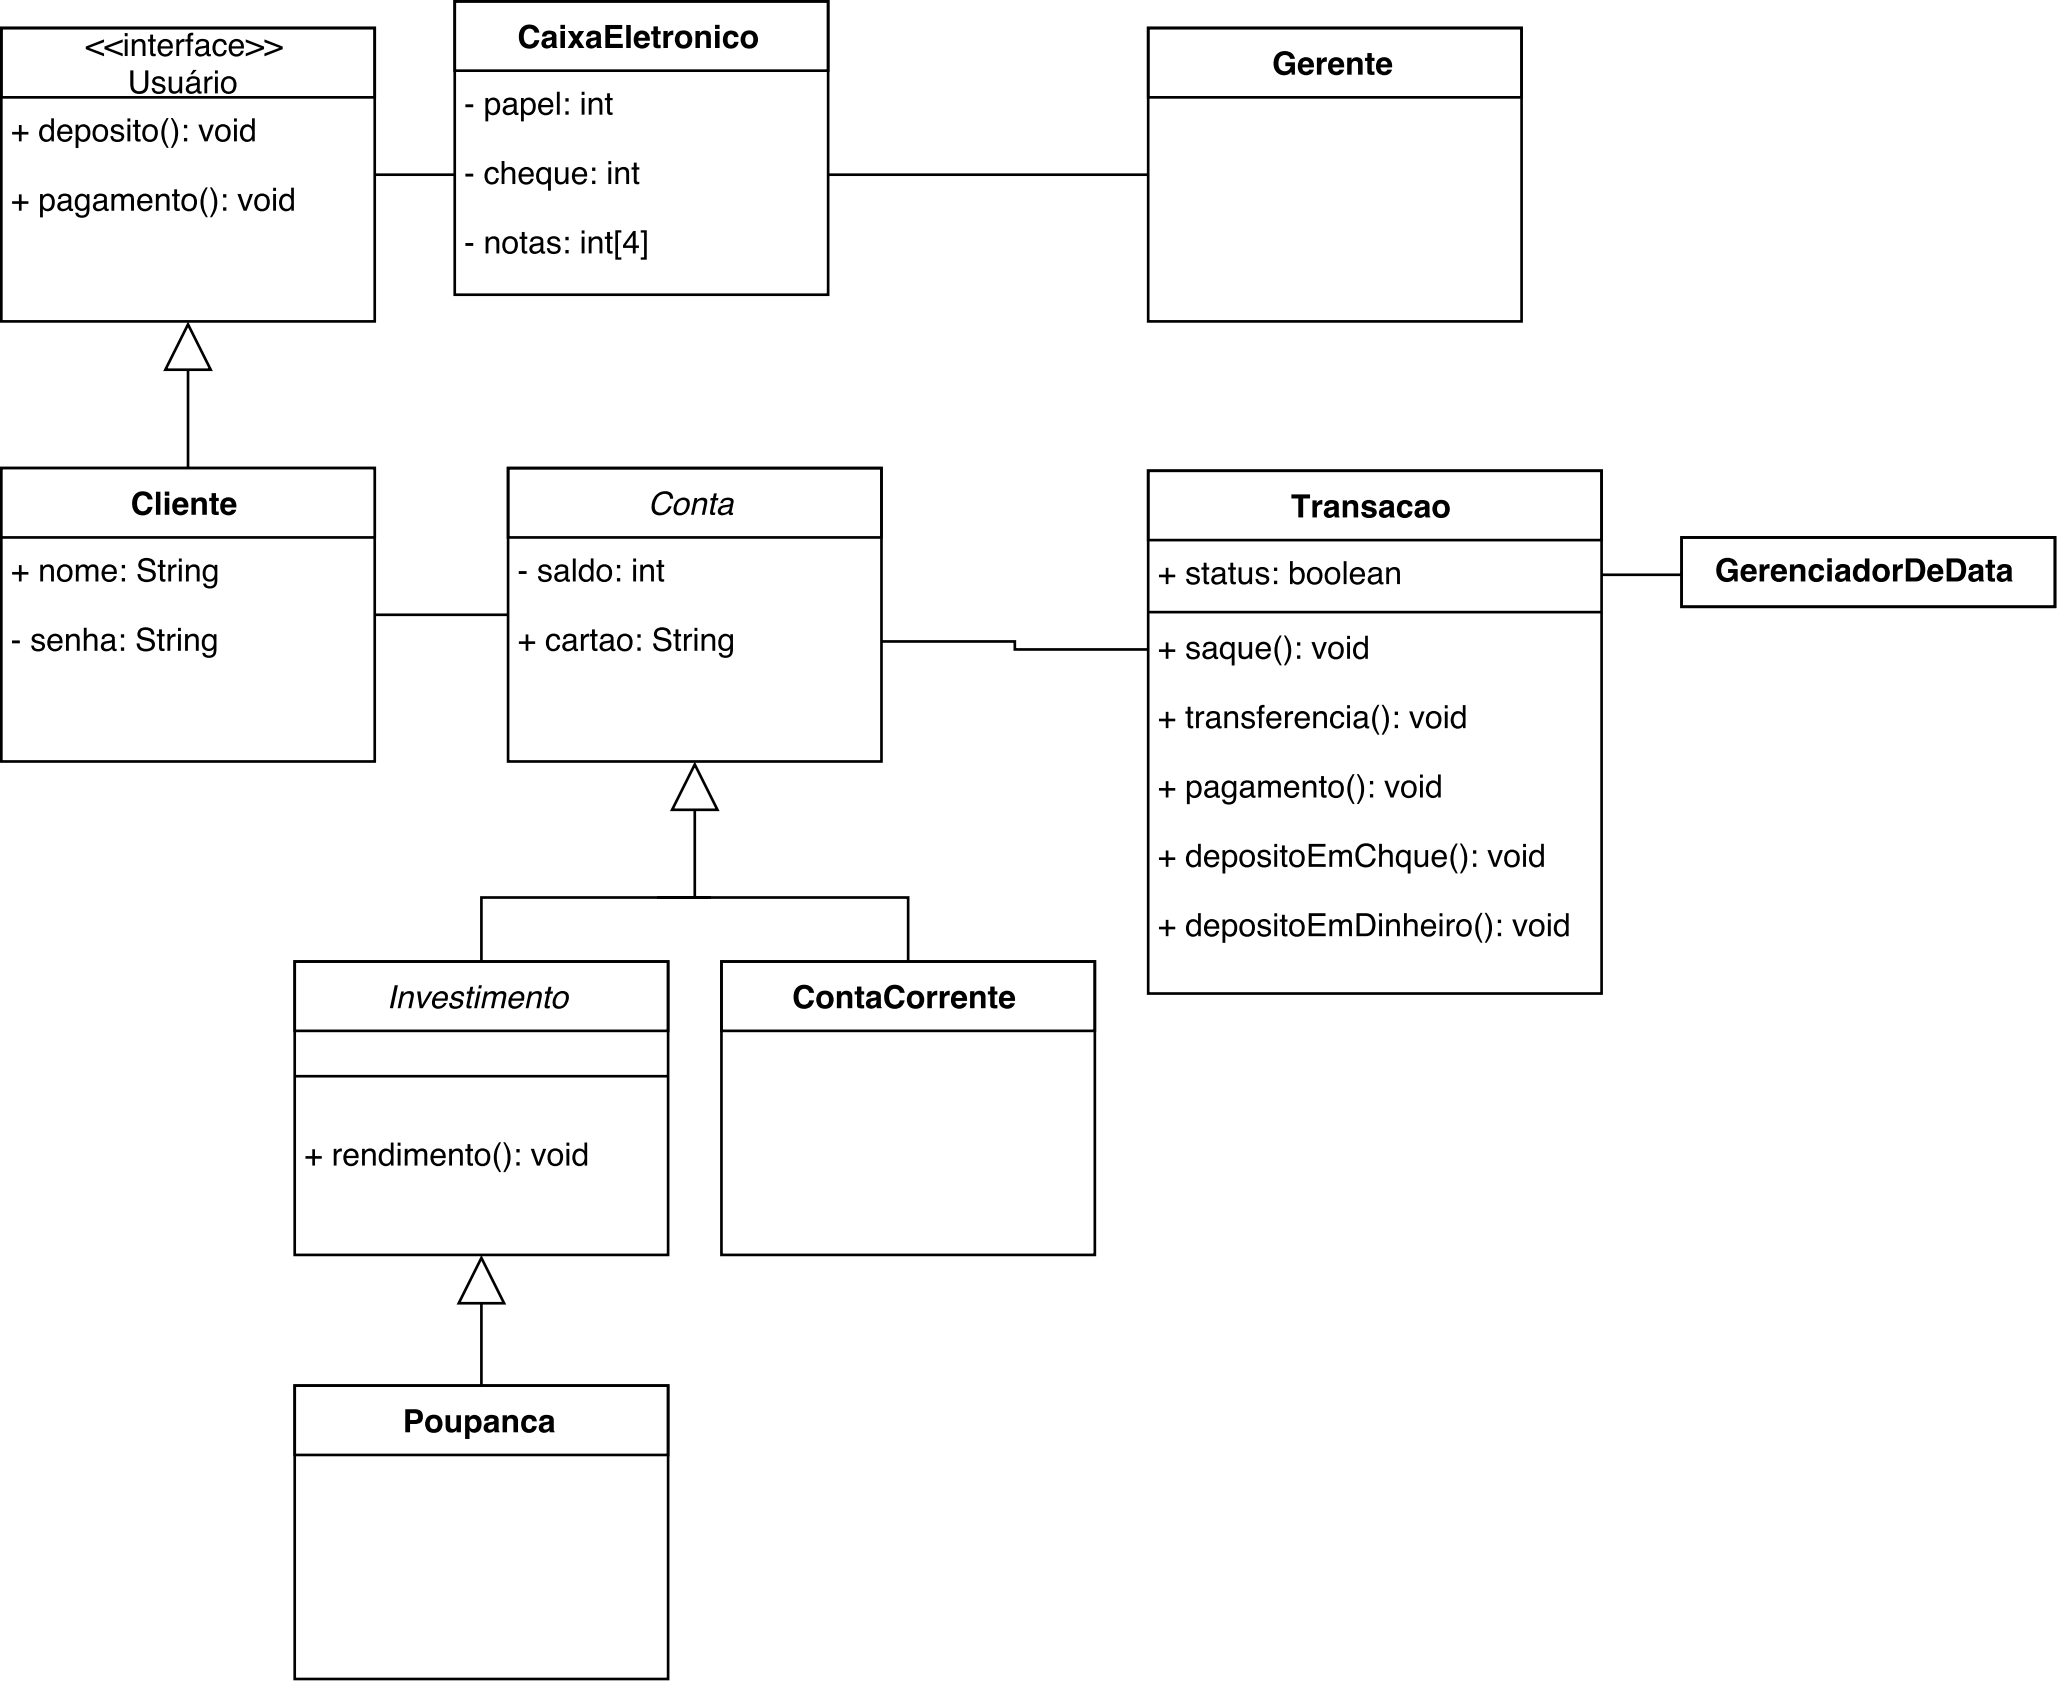 <<interface>>
Usuário
+ deposito(): void
+ pagamento(): void
CaixaEletronico
- papel: int
- cheque: int
- notas: int[4]
Gerente
Cliente
+ nome: String
- senha: String
Conta
- saldo: int
+ cartao: String
Transacao
+ status: boolean
+ saque(): void
+ transferencia(): void
+ pagamento(): void
+ depositoEmChque(): void
+ depositoEmDinheiro(): void
GerenciadorDeData
Investimento
+ rendimento(): void
ContaCorrente
Poupanca